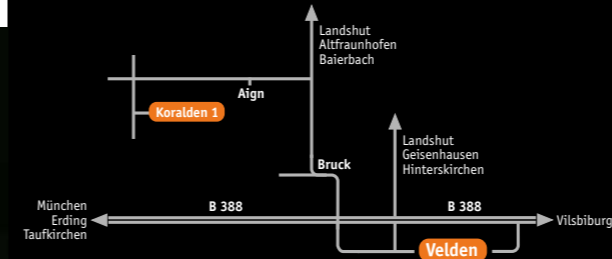 Landshut
Altfraunhofen
Baierbach
Aign
Koralden 1
Bruck
Landshut
Geisenhausen
Hinterskirchen
München
Erding
Taufkirchen
B 388
B 388
Vilsbiburg
Velden